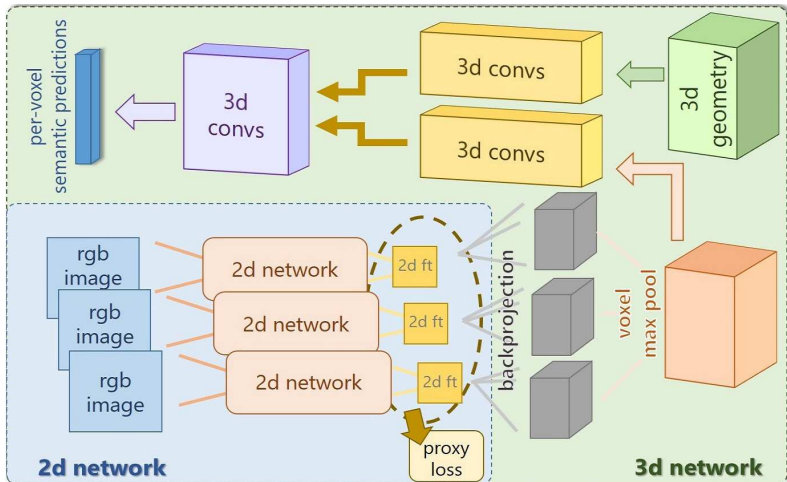 per-voxel
semantic predictions
3d
convs
3d convs
3d convs
3d
geometry
rgb
image
rgb
image
rgb
image
2d network
2d network
2d network
2d ft
2d ft
2d ft
backprojection
voxel
max pool
proxy
loss
2d network
3d network